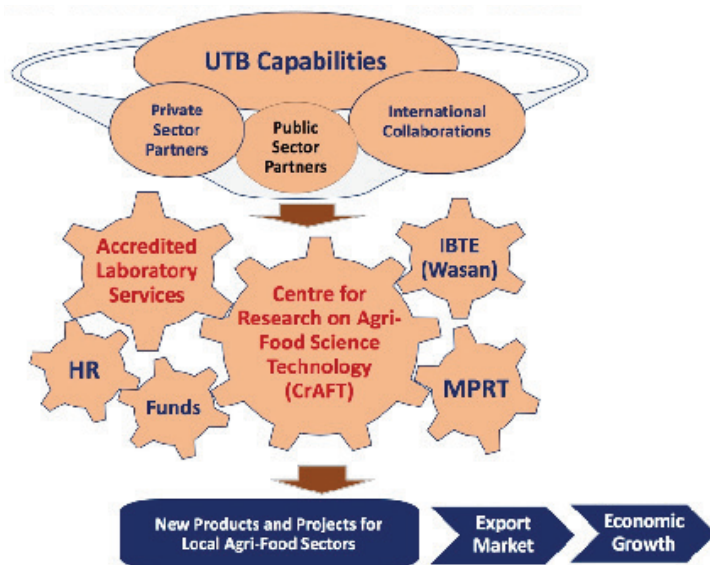 UTB Capabilities
Private
Sector
Partners
Public
Sector
Partners
International
Collaborations
Accredited
Laboratory
Services
IBTE
(Wasan)
Centre for
Research on Agri-
Food Science
Technology
(CrAFT)
HR
Funds
MPRT
New Products and Projects for
Local Agri-Food Sectors
Export
Market
Economic
Growth